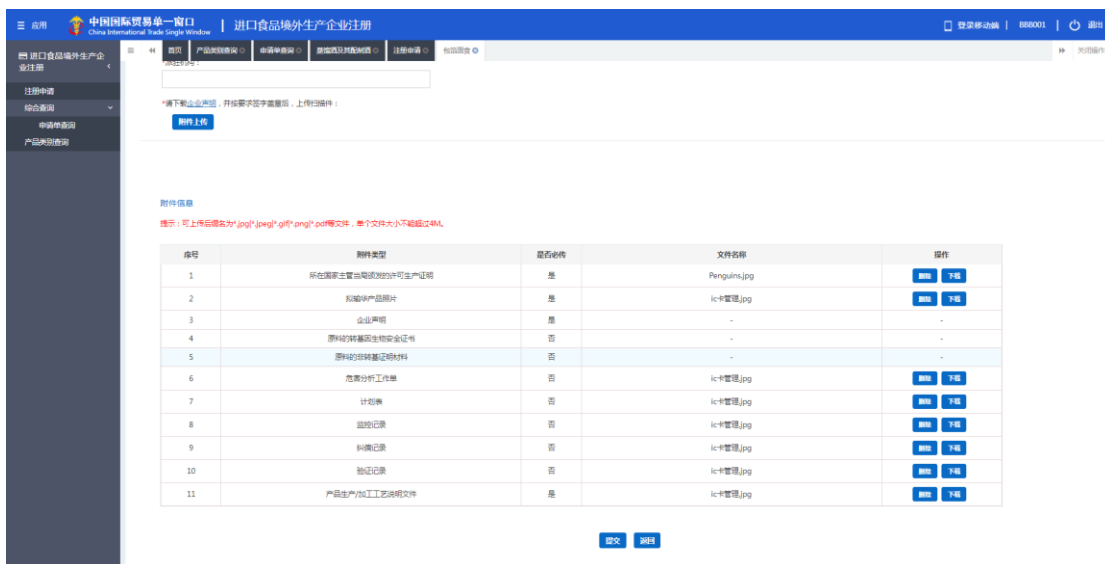 应用
中国国际贸易单一窗口
China International Trade Single Window
进口食品境外生产企业注册
登录移动端
888001
退出
进口食品境外生产企业注册
注册申请
综合查询
申请单查询
产品类别查询
首页
产品类别查询
申请单查询
蒸馏酒及其配制酒
注册申请
关闭操作
*请下载企业声明，并按要求签字盖章后，上传扫描件：
附件上传
附件信息
提示：可上传后缀名为*.jpg|*.jpeg|*.gif|*.png|*.pdf等文件，单个文件大小不能超过4M。
序号 附件类型 是否必传 文件名称 操作
1 所在国家主管当局颁发的许可生产证明 是 Penguins.jpg 删除 下载
2 拟输华产品照片 是 ic卡管理.jpg 删除 下载
3 企业声明 是 - -
4 原料的转基因生物安全证书 否 - -
5 原料的非转基证明材料 否 - -
6 危害分析工作单 否 ic卡管理.jpg 删除 下载
7 计划表 否 ic卡管理.jpg 删除 下载
8 监控记录 否 ic卡管理.jpg 删除 下载
9 纠偏记录 否 ic卡管理.jpg 删除 下载
10 验证记录 否 ic卡管理.jpg 删除 下载
11 产品生产/加工工艺说明文件 是 ic卡管理.jpg 删除 下载
提交 返回